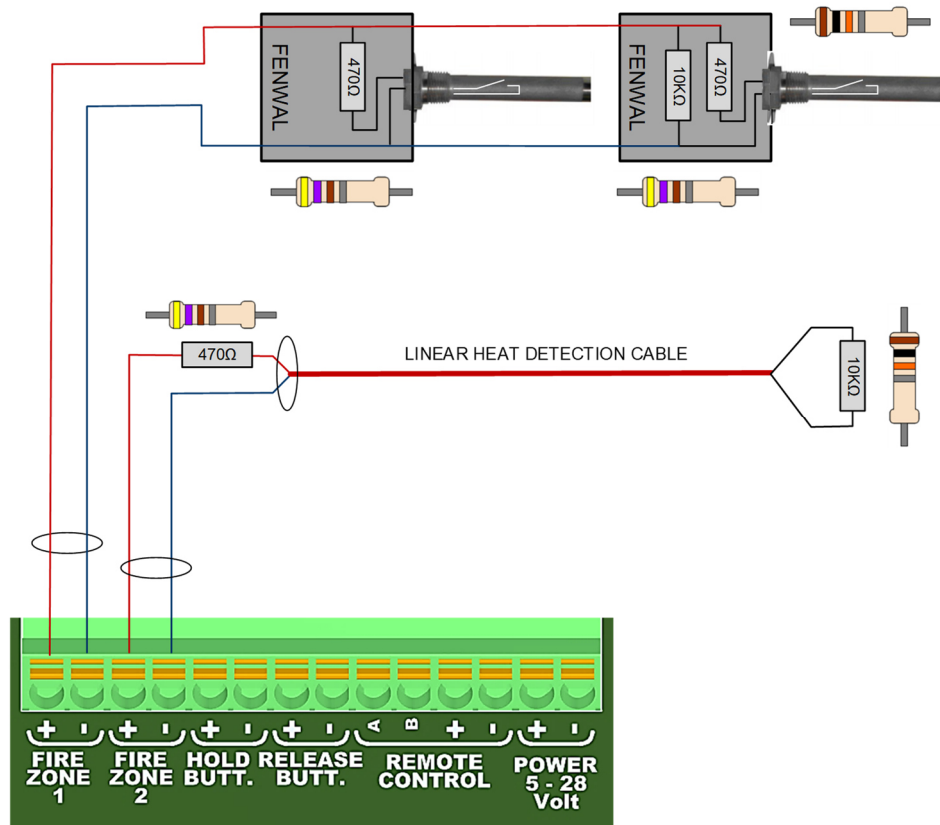 FENWAL
470Ω
FENWAL
10KΩ
470Ω
470Ω
LINEAR HEAT DETECTION CABLE
10KΩ
+ - + - + - + - A B + - + -
FIRE ZONE 1
FIRE ZONE 2
HOLD BUTT.
RELEASE BUTT.
REMOTE CONTROL
POWER 5 - 28 Volt